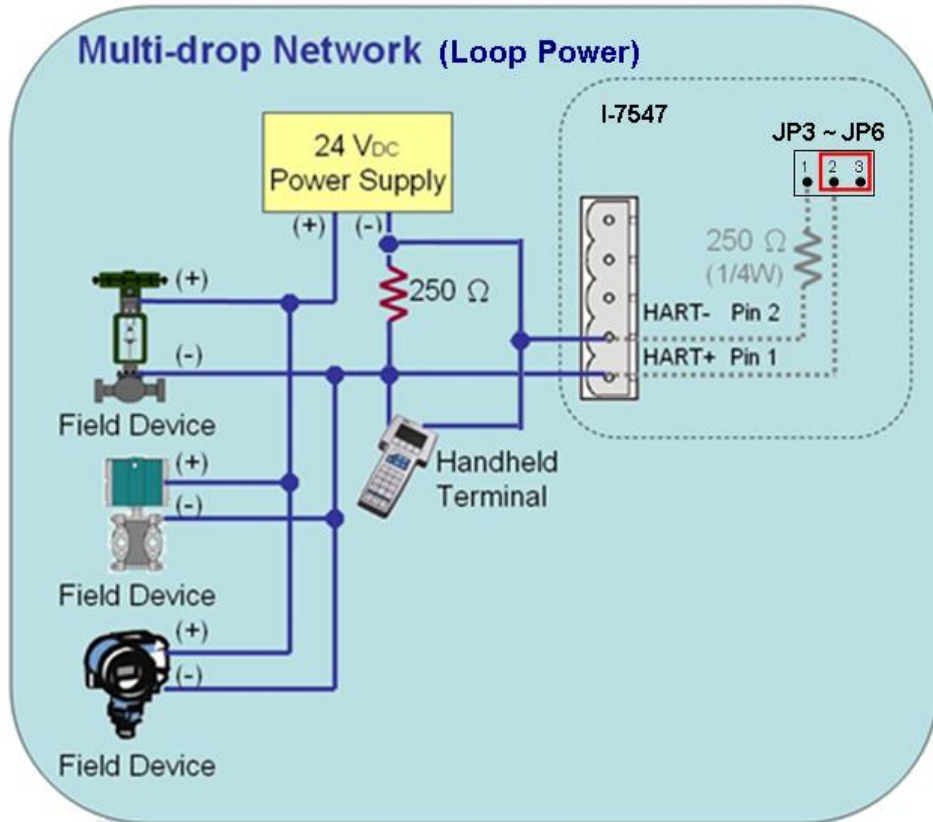 Multi-drop Network (Loop Power)
I-7547
JP3 ~ JP6
1 2 3
24 VDC
Power Supply
(+) (-)
250 Ω
250 Ω
(1/4W)
HART- Pin 2
HART+ Pin 1
(+)
(-)
Field Device
Handheld
Terminal
(+)
(-)
Field Device
(+)
(-)
Field Device